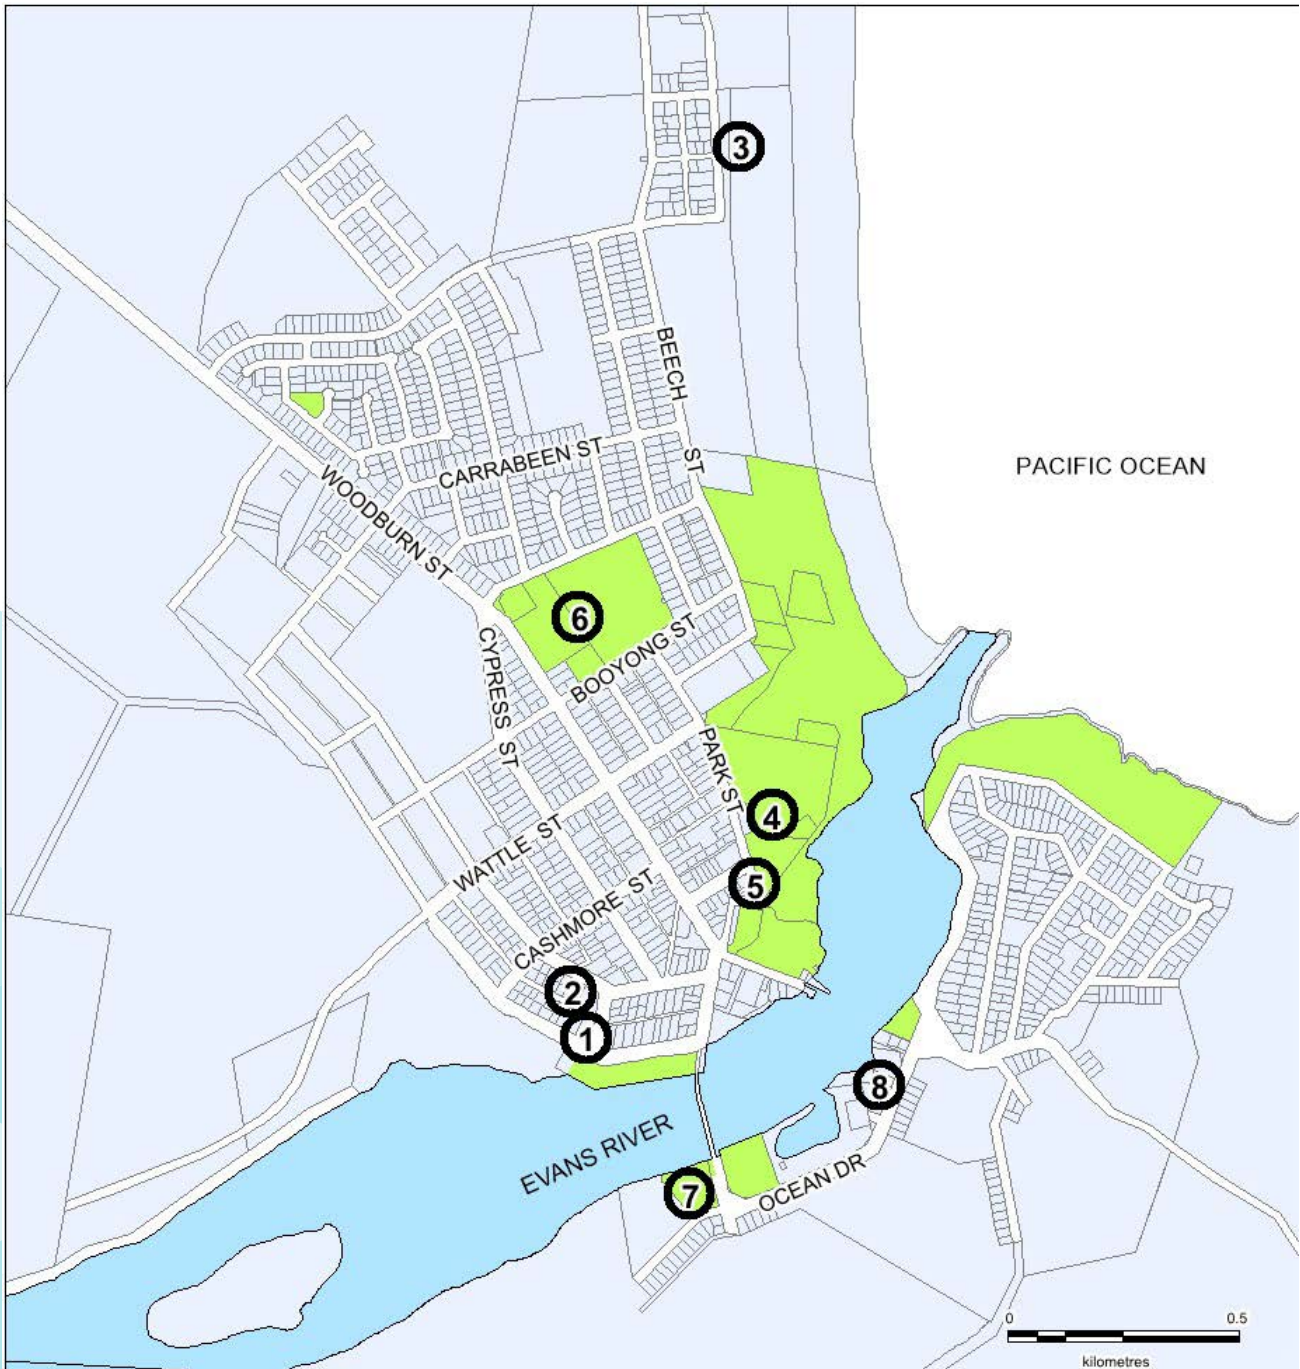 3
BEECH ST
PACIFIC OCEAN
CARRABEEN ST
WOODBURN ST
6
CYPRESS ST
BOOYONG ST
PARK ST
4
WATTLE ST
5
CASHMORE ST
2
1
8
EVANS RIVER
7
OCEAN DR
0 0.5
kilometres